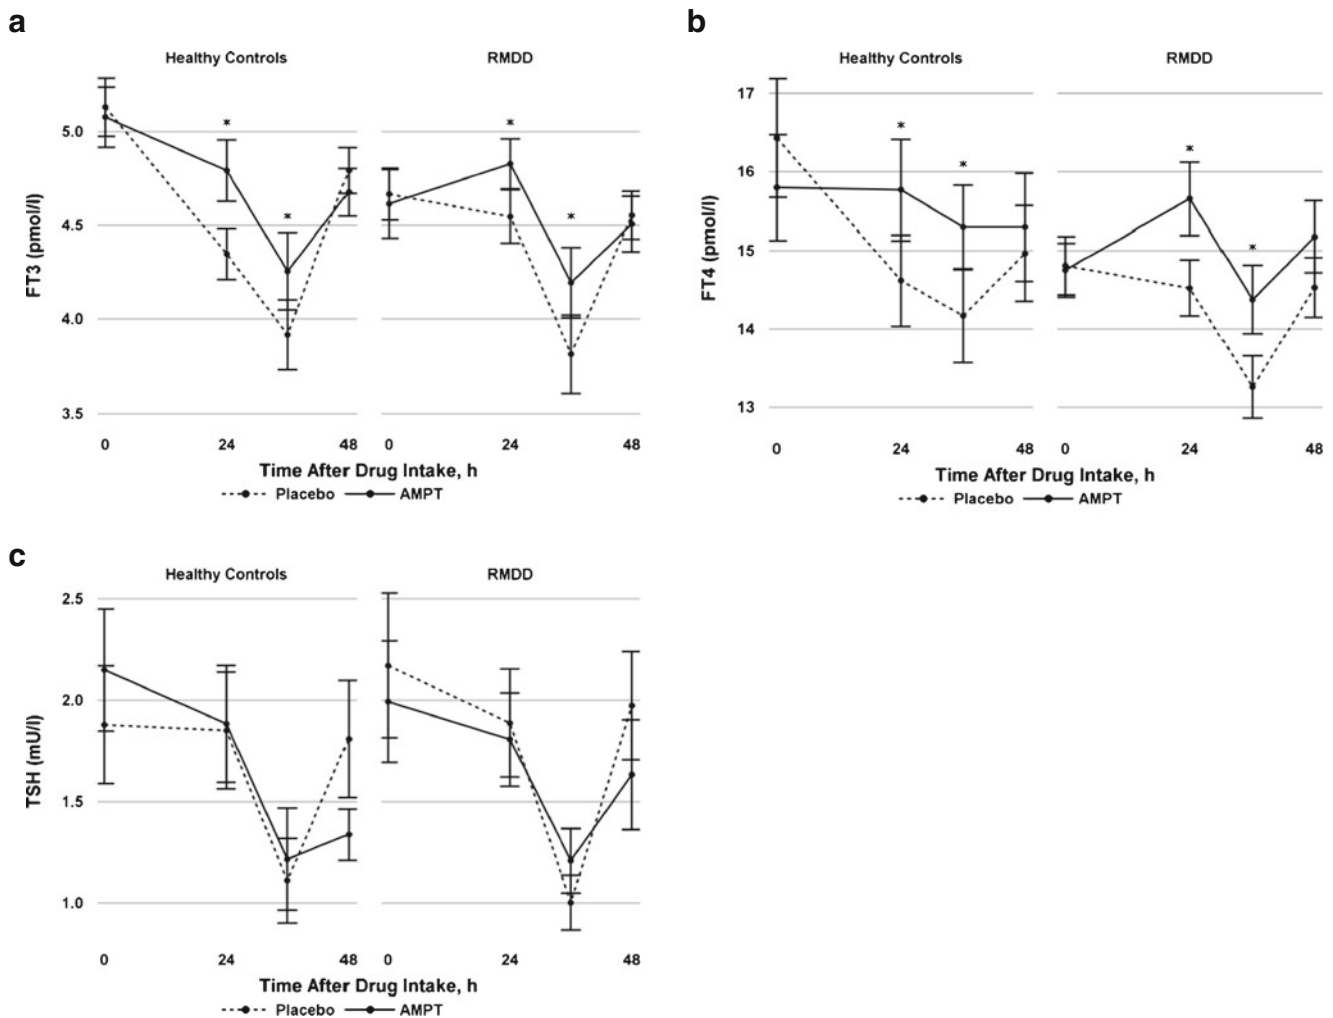 a
Healthy Controls RMDD
FT3 (pmol/l)
5.0
4.5
4.0
3.5
* * * *
0 24 48 0 24 48
Time After Drug Intake, h
Placebo AMPT
b
Healthy Controls RMDD
FT4 (pmol/l)
17
16
15
14
13
* * * *
0 24 48 0 24 48
Time After Drug Intake, h
Placebo AMPT
c
Healthy Controls RMDD
TSH (mU/l)
2.5
2.0
1.5
1.0
0 24 48 0 24 48
Time After Drug Intake, h
Placebo AMPT